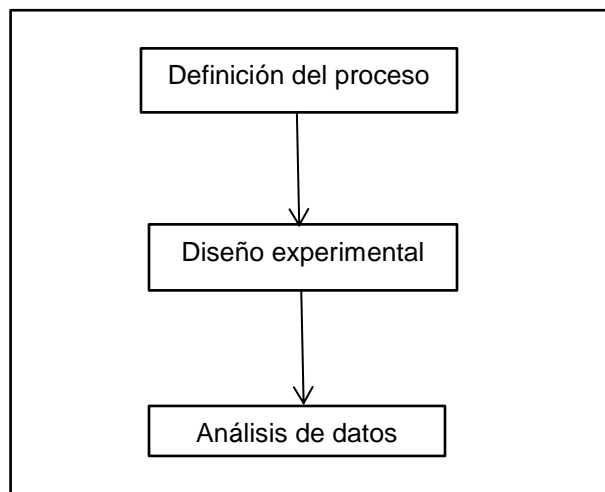 Definición del proceso
Diseño experimental
Análisis de datos